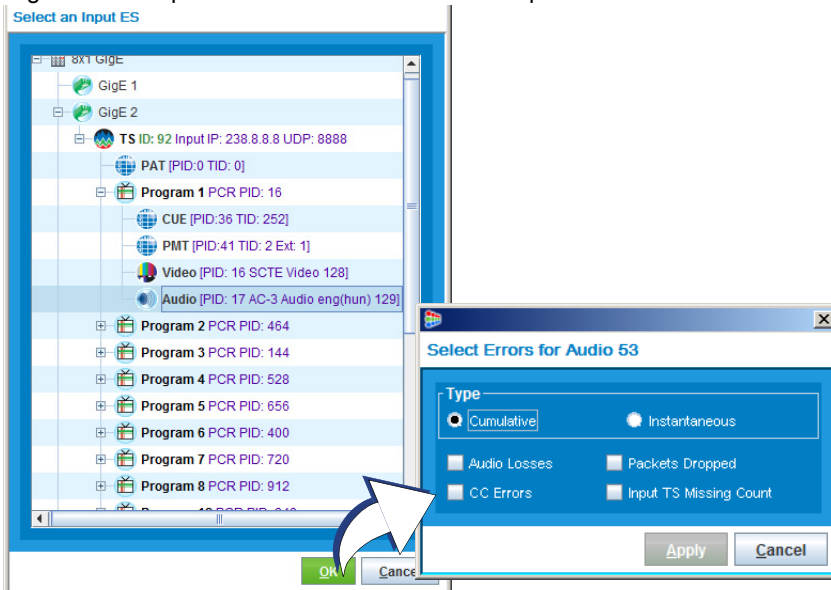 Select an Input ES
8x1 GigE
GigE 1
GigE 2
TS ID: 92 Input IP: 238.8.8.8 UDP: 8888
PAT [PID:0 TID: 0]
Program 1 PCR PID: 16
CUE [PID:36 TID: 252]
PMT [PID:41 TID: 2 Ext: 1]
Video [PID: 16 SCTE Video 128]
Audio [PID: 17 AC-3 Audio eng(hun) 129]
Program 2 PCR PID: 464
Program 3 PCR PID: 144
Program 4 PCR PID: 528
Program 5 PCR PID: 656
Program 6 PCR PID: 400
Program 7 PCR PID: 720
Program 8 PCR PID: 912
OK
Cance
Select Errors for Audio 53
Type
Cumulative
Instantaneous
Audio Losses
Packets Dropped
CC Errors
Input TS Missing Count
Apply
Cancel